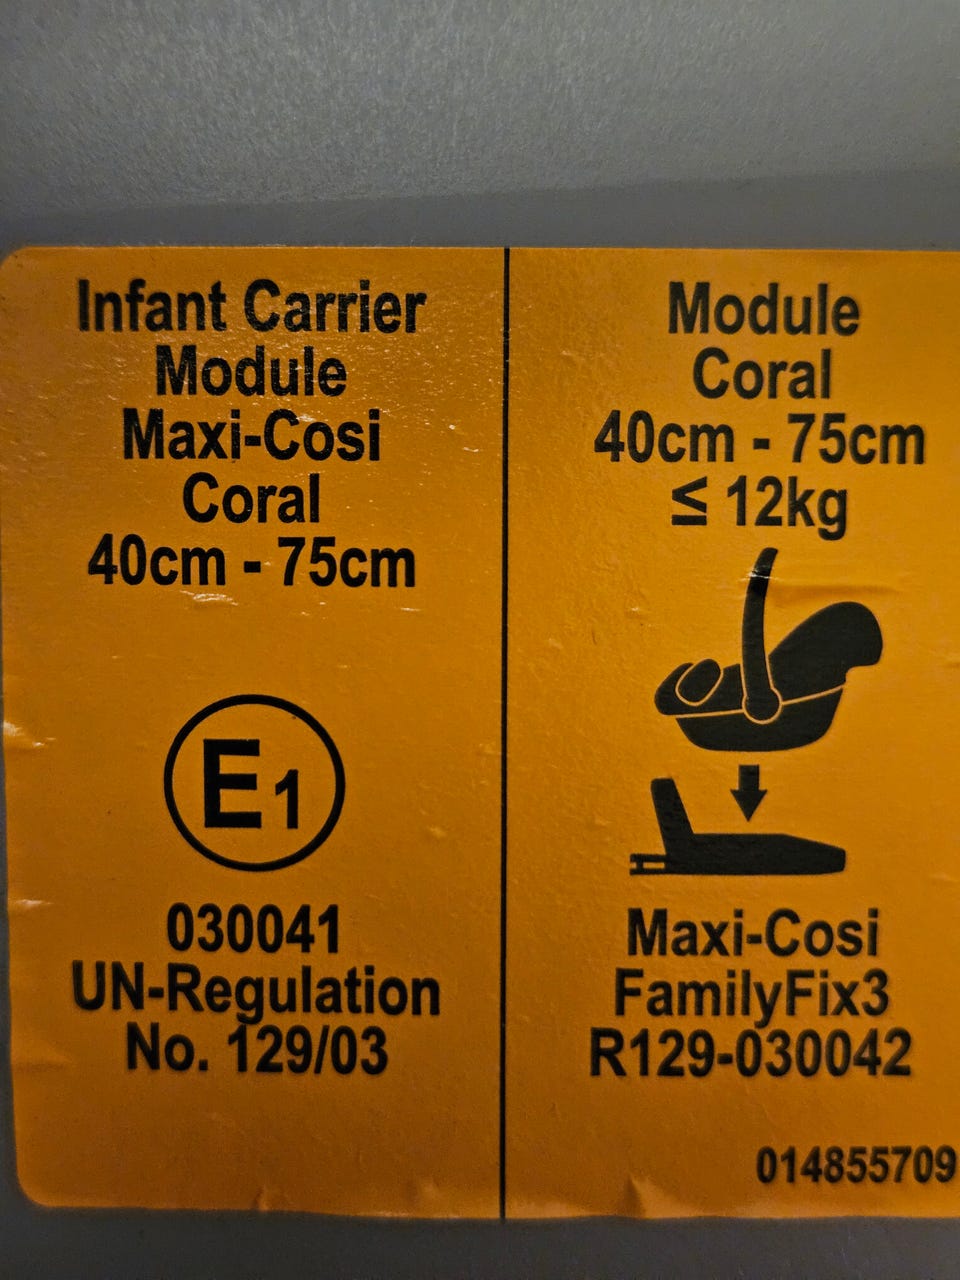 Infant Carrier
Module
Maxi-Cosi
Coral
40cm - 75cm
E1
030041
UN-Regulation
No. 129/03
Module
Coral
40cm - 75cm
≤ 12kg
Maxi-Cosi
FamilyFix3
R129-030042
014855709